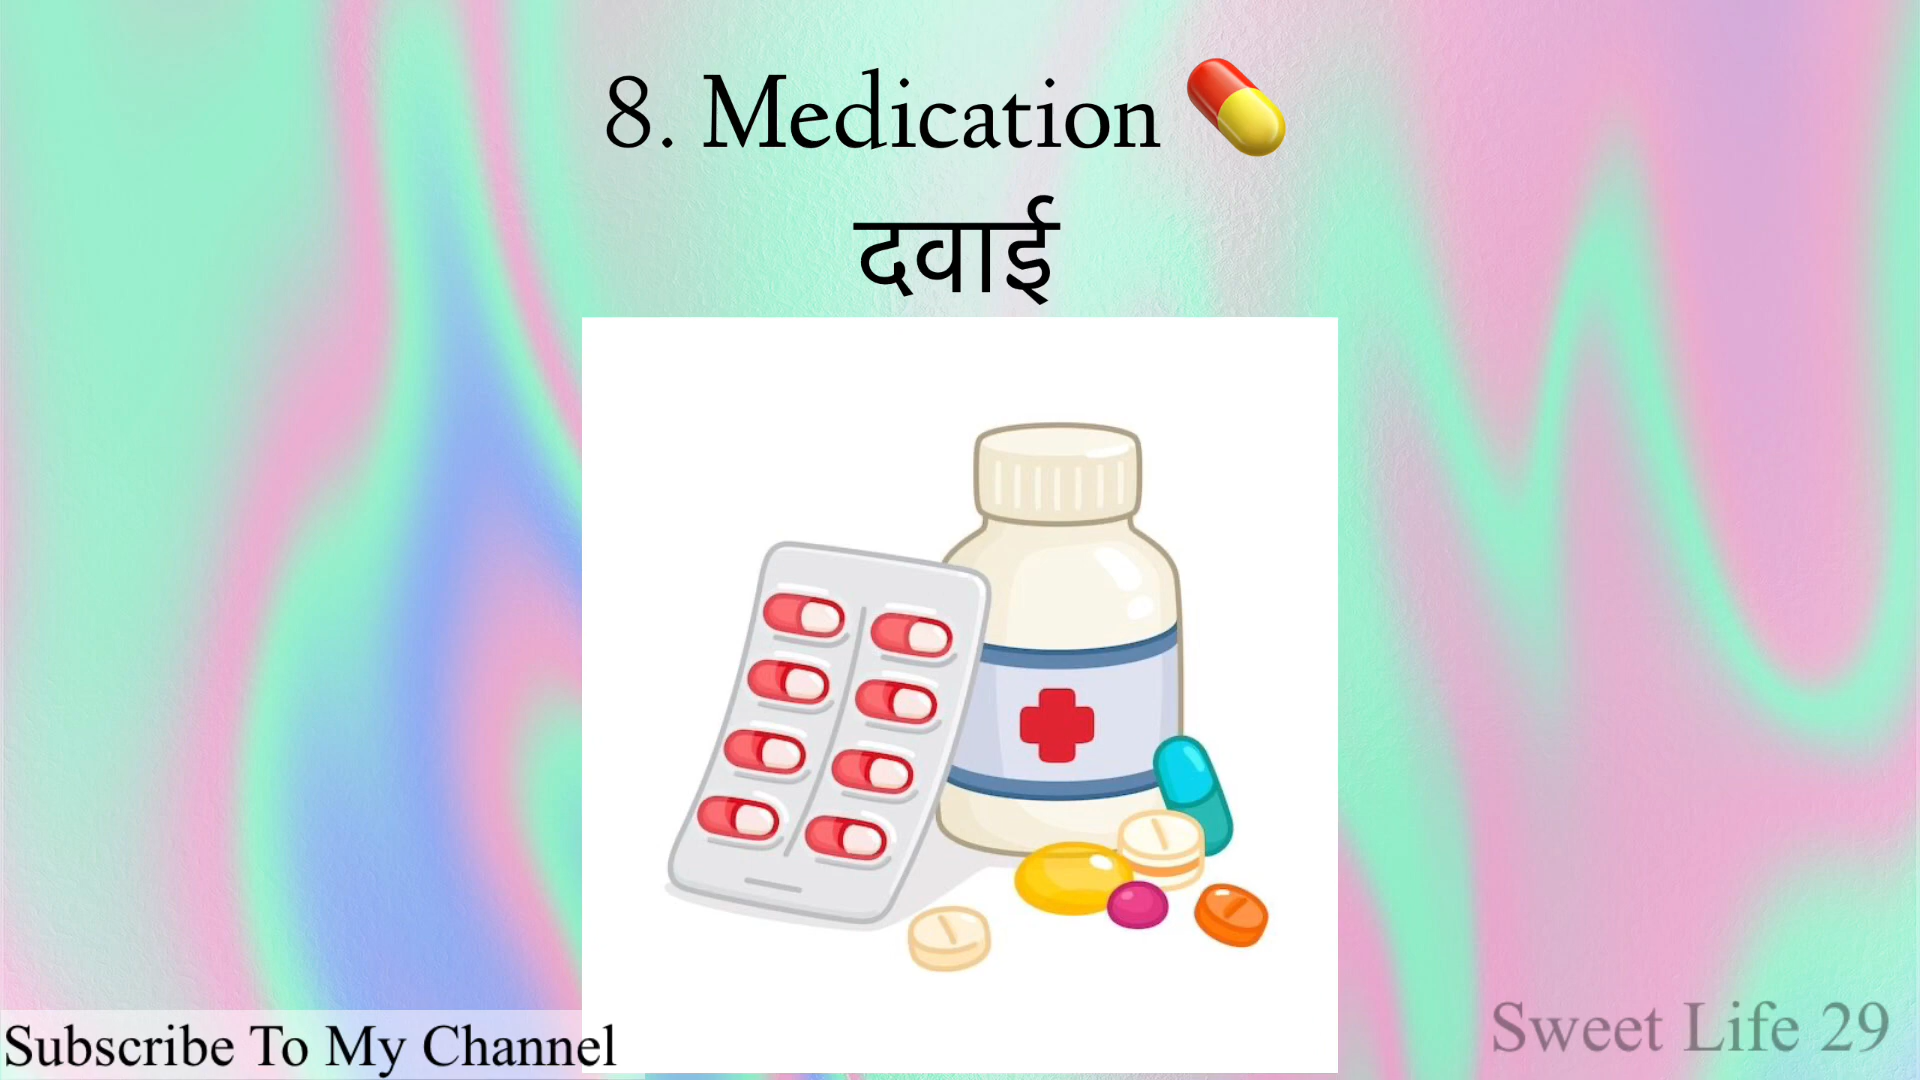 8. Medication 💊
दवाई
Subscribe To My Channel
Sweet Life 29